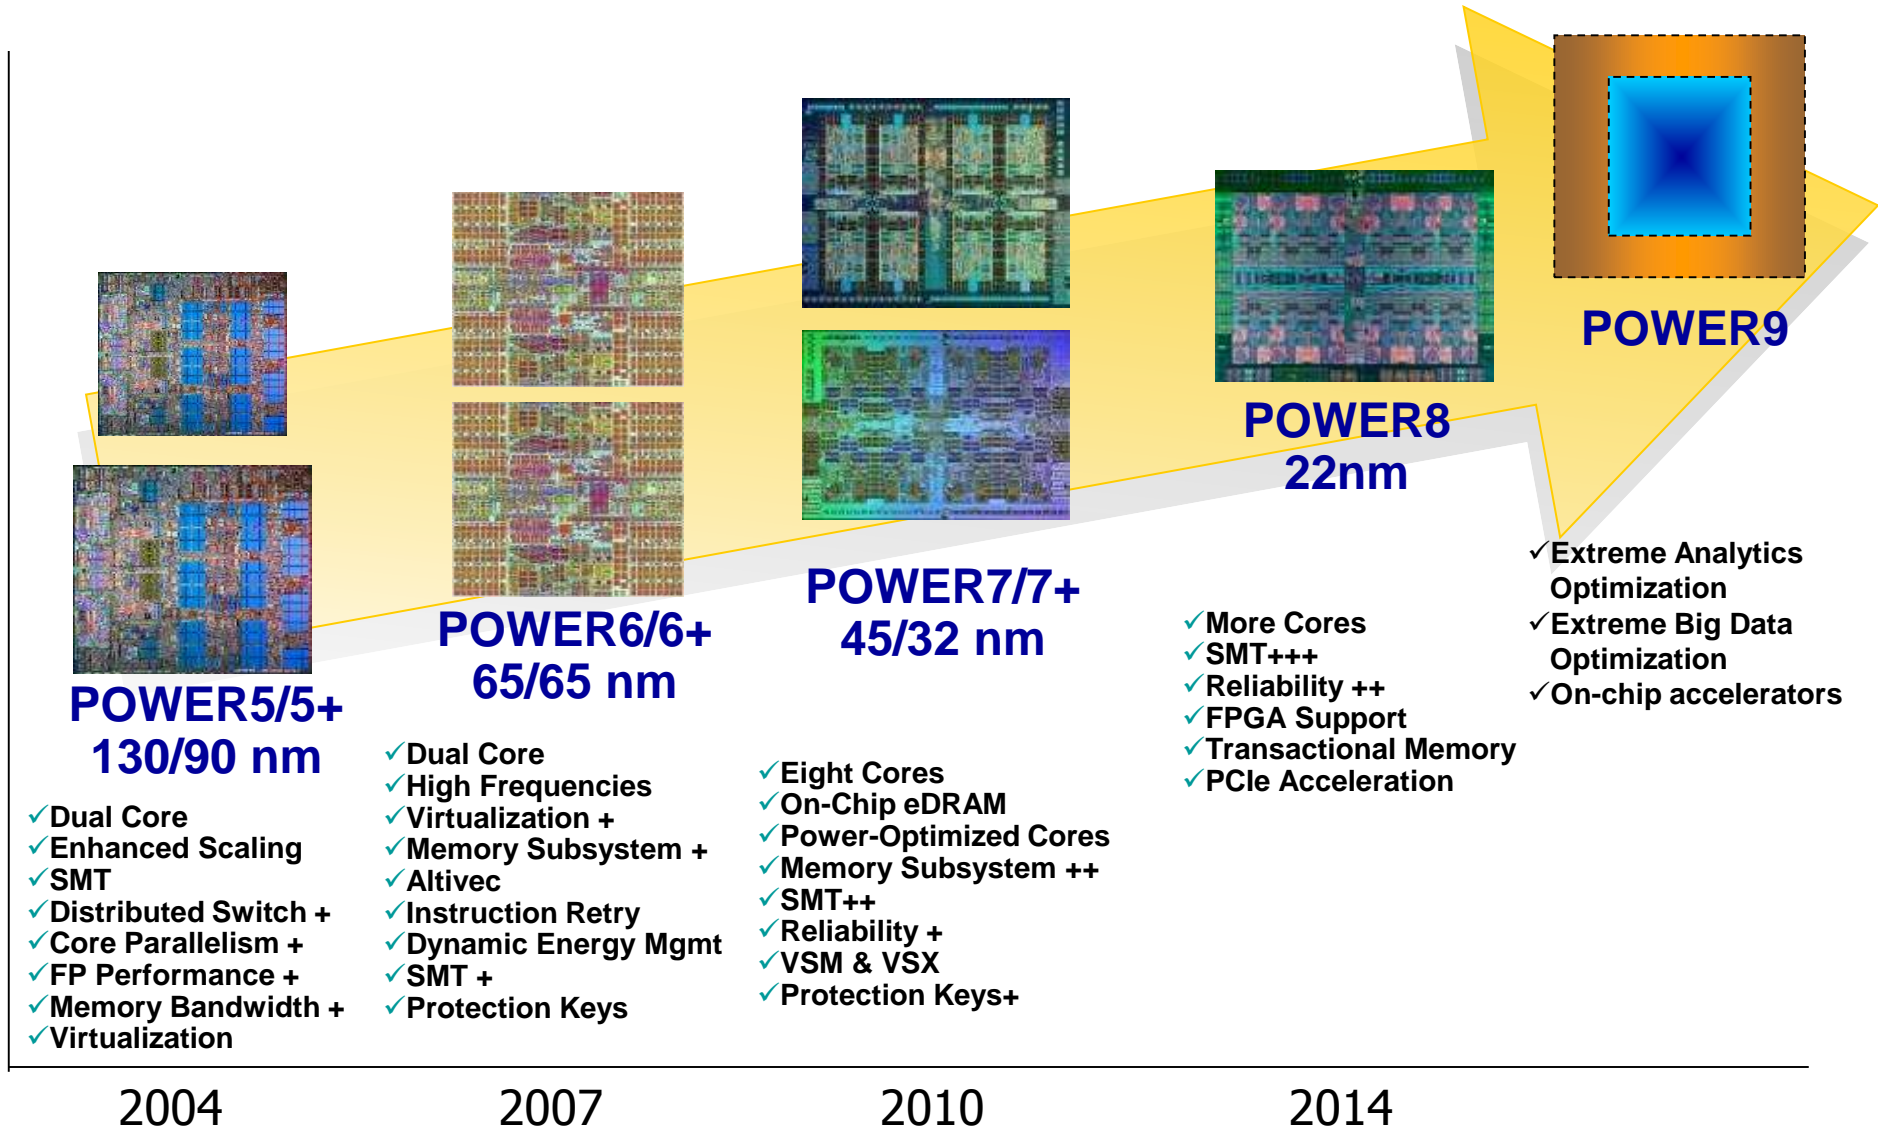 POWER5/5+
130/90 nm
✓Dual Core
✓Enhanced Scaling
✓SMT
✓Distributed Switch +
✓Core Parallelism +
✓FP Performance +
✓Memory Bandwidth +
✓Virtualization
2004
POWER6/6+
65/65 nm
✓Dual Core
✓High Frequencies
✓Virtualization +
✓Memory Subsystem +
✓Altivec
✓Instruction Retry
✓Dynamic Energy Mgmt
✓SMT +
✓Protection Keys
2007
POWER7/7+
45/32 nm
✓Eight Cores
✓On-Chip eDRAM
✓Power-Optimized Cores
✓Memory Subsystem ++
✓SMT++
✓Reliability +
✓VSM & VSX
✓Protection Keys+
2010
POWER8
22nm
✓More Cores
✓SMT+++
✓Reliability ++
✓FPGA Support
✓Transactional Memory
✓PCIe Acceleration
2014
POWER9
✓Extreme Analytics
Optimization
✓Extreme Big Data
Optimization
✓On-chip accelerators